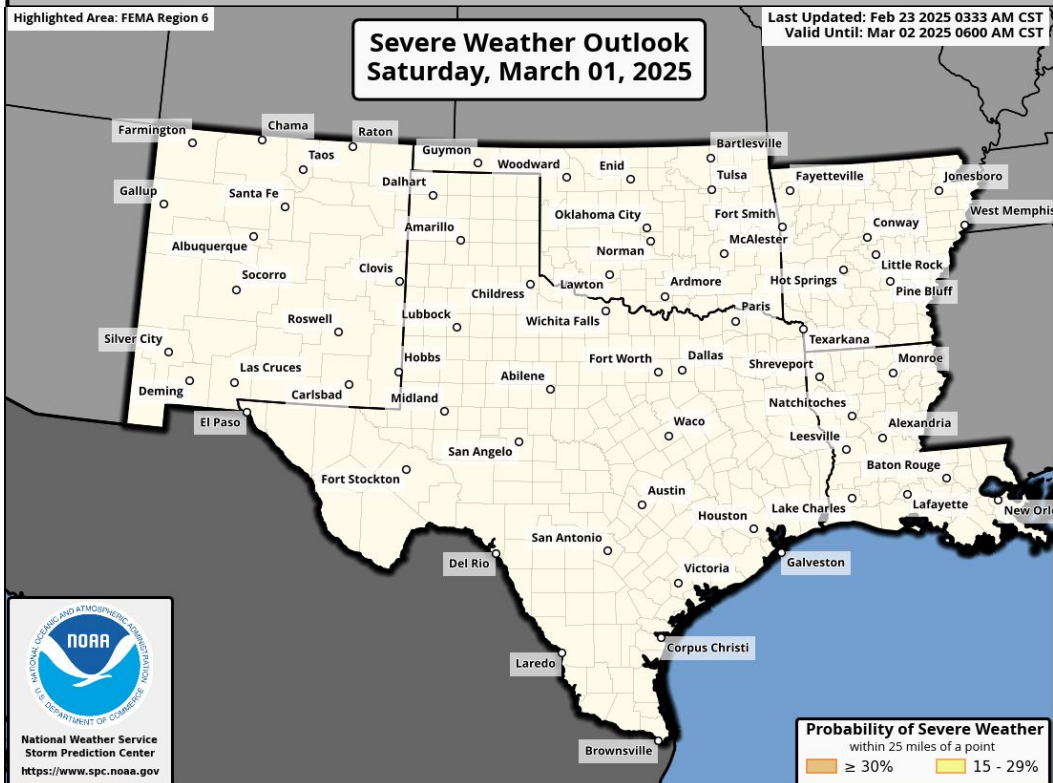 Highlighted Area: FEMA Region 6
Last Updated: Feb 23 2025 0333 AM CST
Valid Until: Mar 02 2025 0600 AM CST
Severe Weather Outlook
Saturday, March 01, 2025
Farmington
Chama
Raton
Taos
Guymon
Woodward
Enid
Bartlesville
Tulsa
Fayetteville
Jonesboro
Gallup
Santa Fe
Dalhart
Oklahoma City
Fort Smith
West Memphis
Albuquerque
Amarillo
Norman
McAlester
Conway
Socorro
Clovis
Childress
Lawton
Ardmore
Hot Springs
Little Rock
Pine Bluff
Roswell
Lubbock
Wichita Falls
Paris
Texarkana
Silver City
Hobbs
Fort Worth
Dallas
Shreveport
Monroe
Deming
Las Cruces
Carlsbad
Midland
Abilene
Natchitoches
El Paso
Waco
Leesville
Alexandria
San Angelo
Baton Rouge
Fort Stockton
Austin
Houston
Lake Charles
Lafayette
New Orl
San Antonio
Del Rio
Victoria
Galveston
Laredo
Corpus Christi
Brownsville
NATIONAL OCEANIC AND ATMOSPHERIC ADMINISTRATION
NOAA
U.S. DEPARTMENT OF COMMERCE
National Weather Service
Storm Prediction Center
https://www.spc.noaa.gov
Probability of Severe Weather
within 25 miles of a point
≥ 30%
15 - 29%